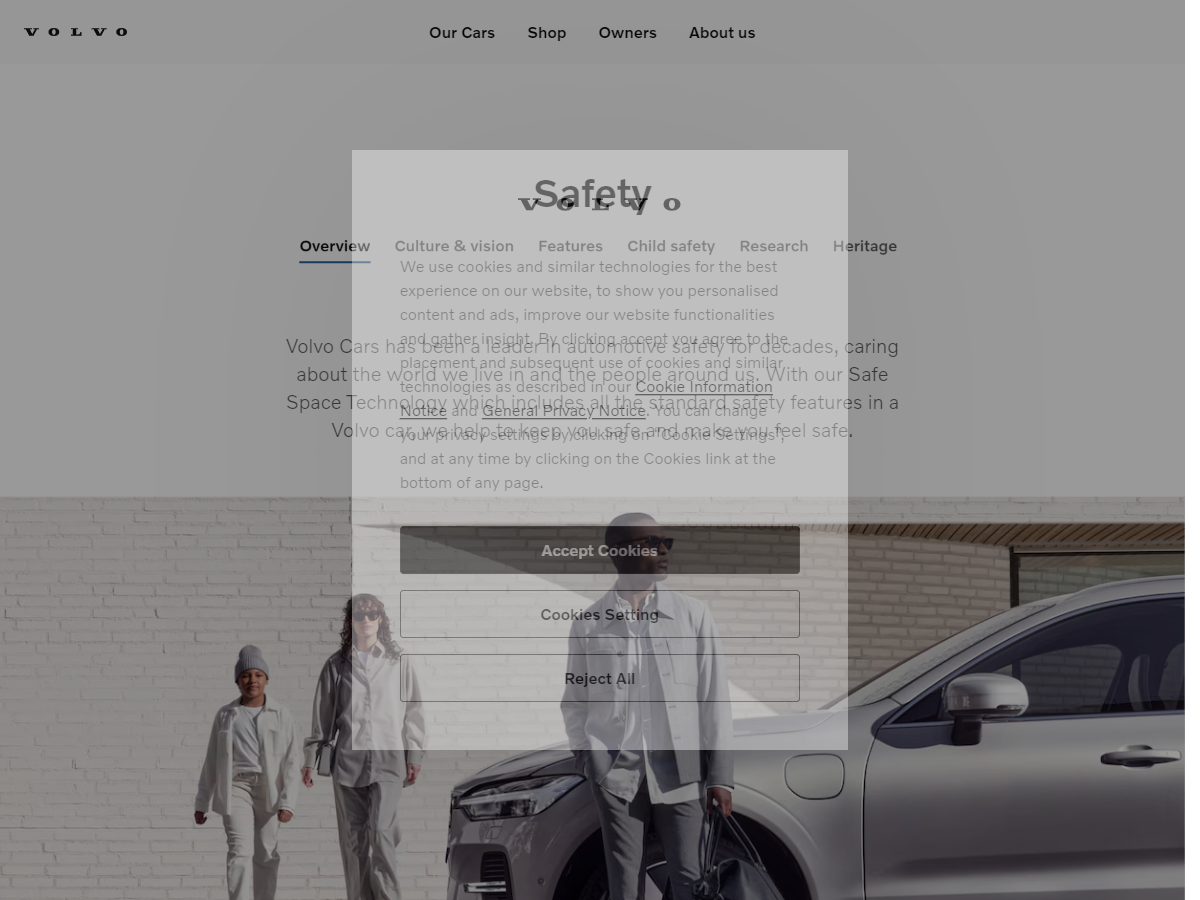 VOLVO
Our Cars
Shop
Owners
About us
Safety
VOLVO
Overview
Culture & vision
Features
Child safety
Research
Heritage
We use cookies and similar technologies for the best
experience on our website, to show you personalised
content and ads, improve our website functionalities
and gather insight. By clicking accept you agree to the
placement and subsequent use of cookies and similar
technologies as described in our Cookie Information
Notice and General Privacy Notice. You can change
your privacy settings by clicking on "Cookie Settings",
and at any time by clicking on the Cookies link at the
bottom of any page.
Volvo Cars has been a leader in automotive safety for decades, caring
about the world we live in and the people around us. With our Safe
Space Technology which includes all the standard safety features in a
Volvo car, we help to keep you safe and make you feel safe.
Accept Cookies
Cookies Setting
Reject All